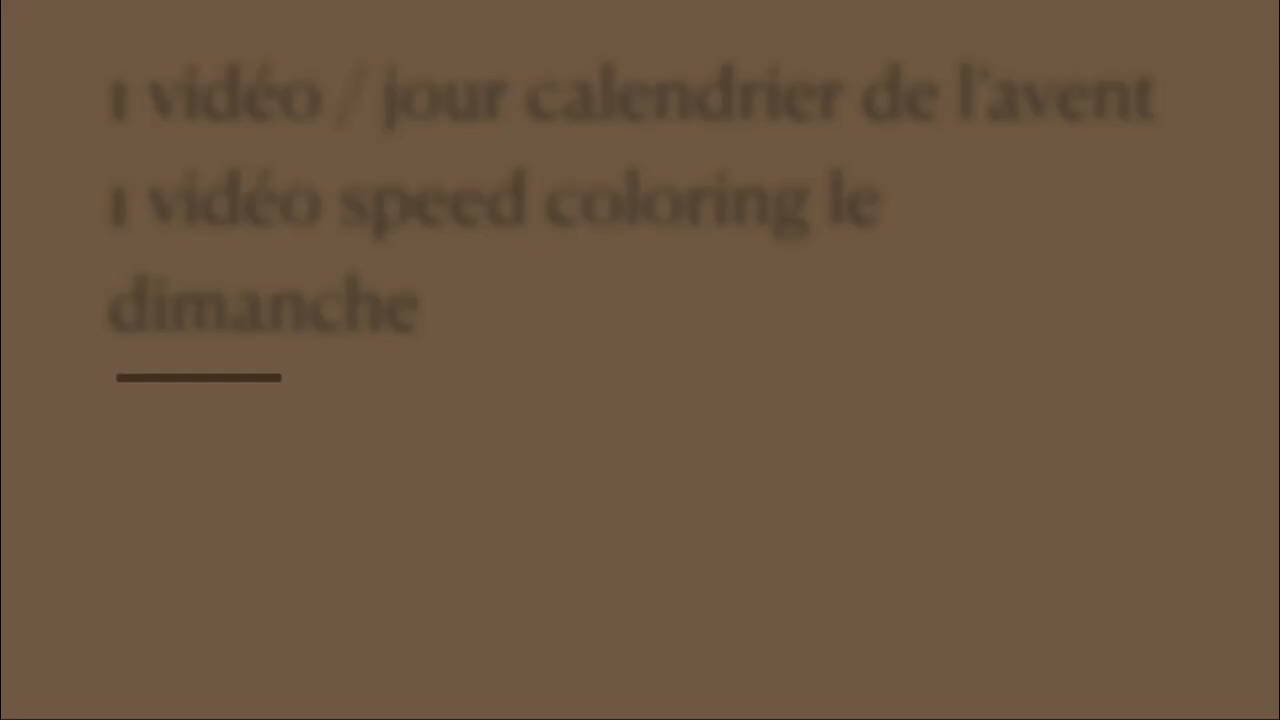 1 vidéo / jour calendrier de l'avent
1 vidéo speed coloring le
dimanche